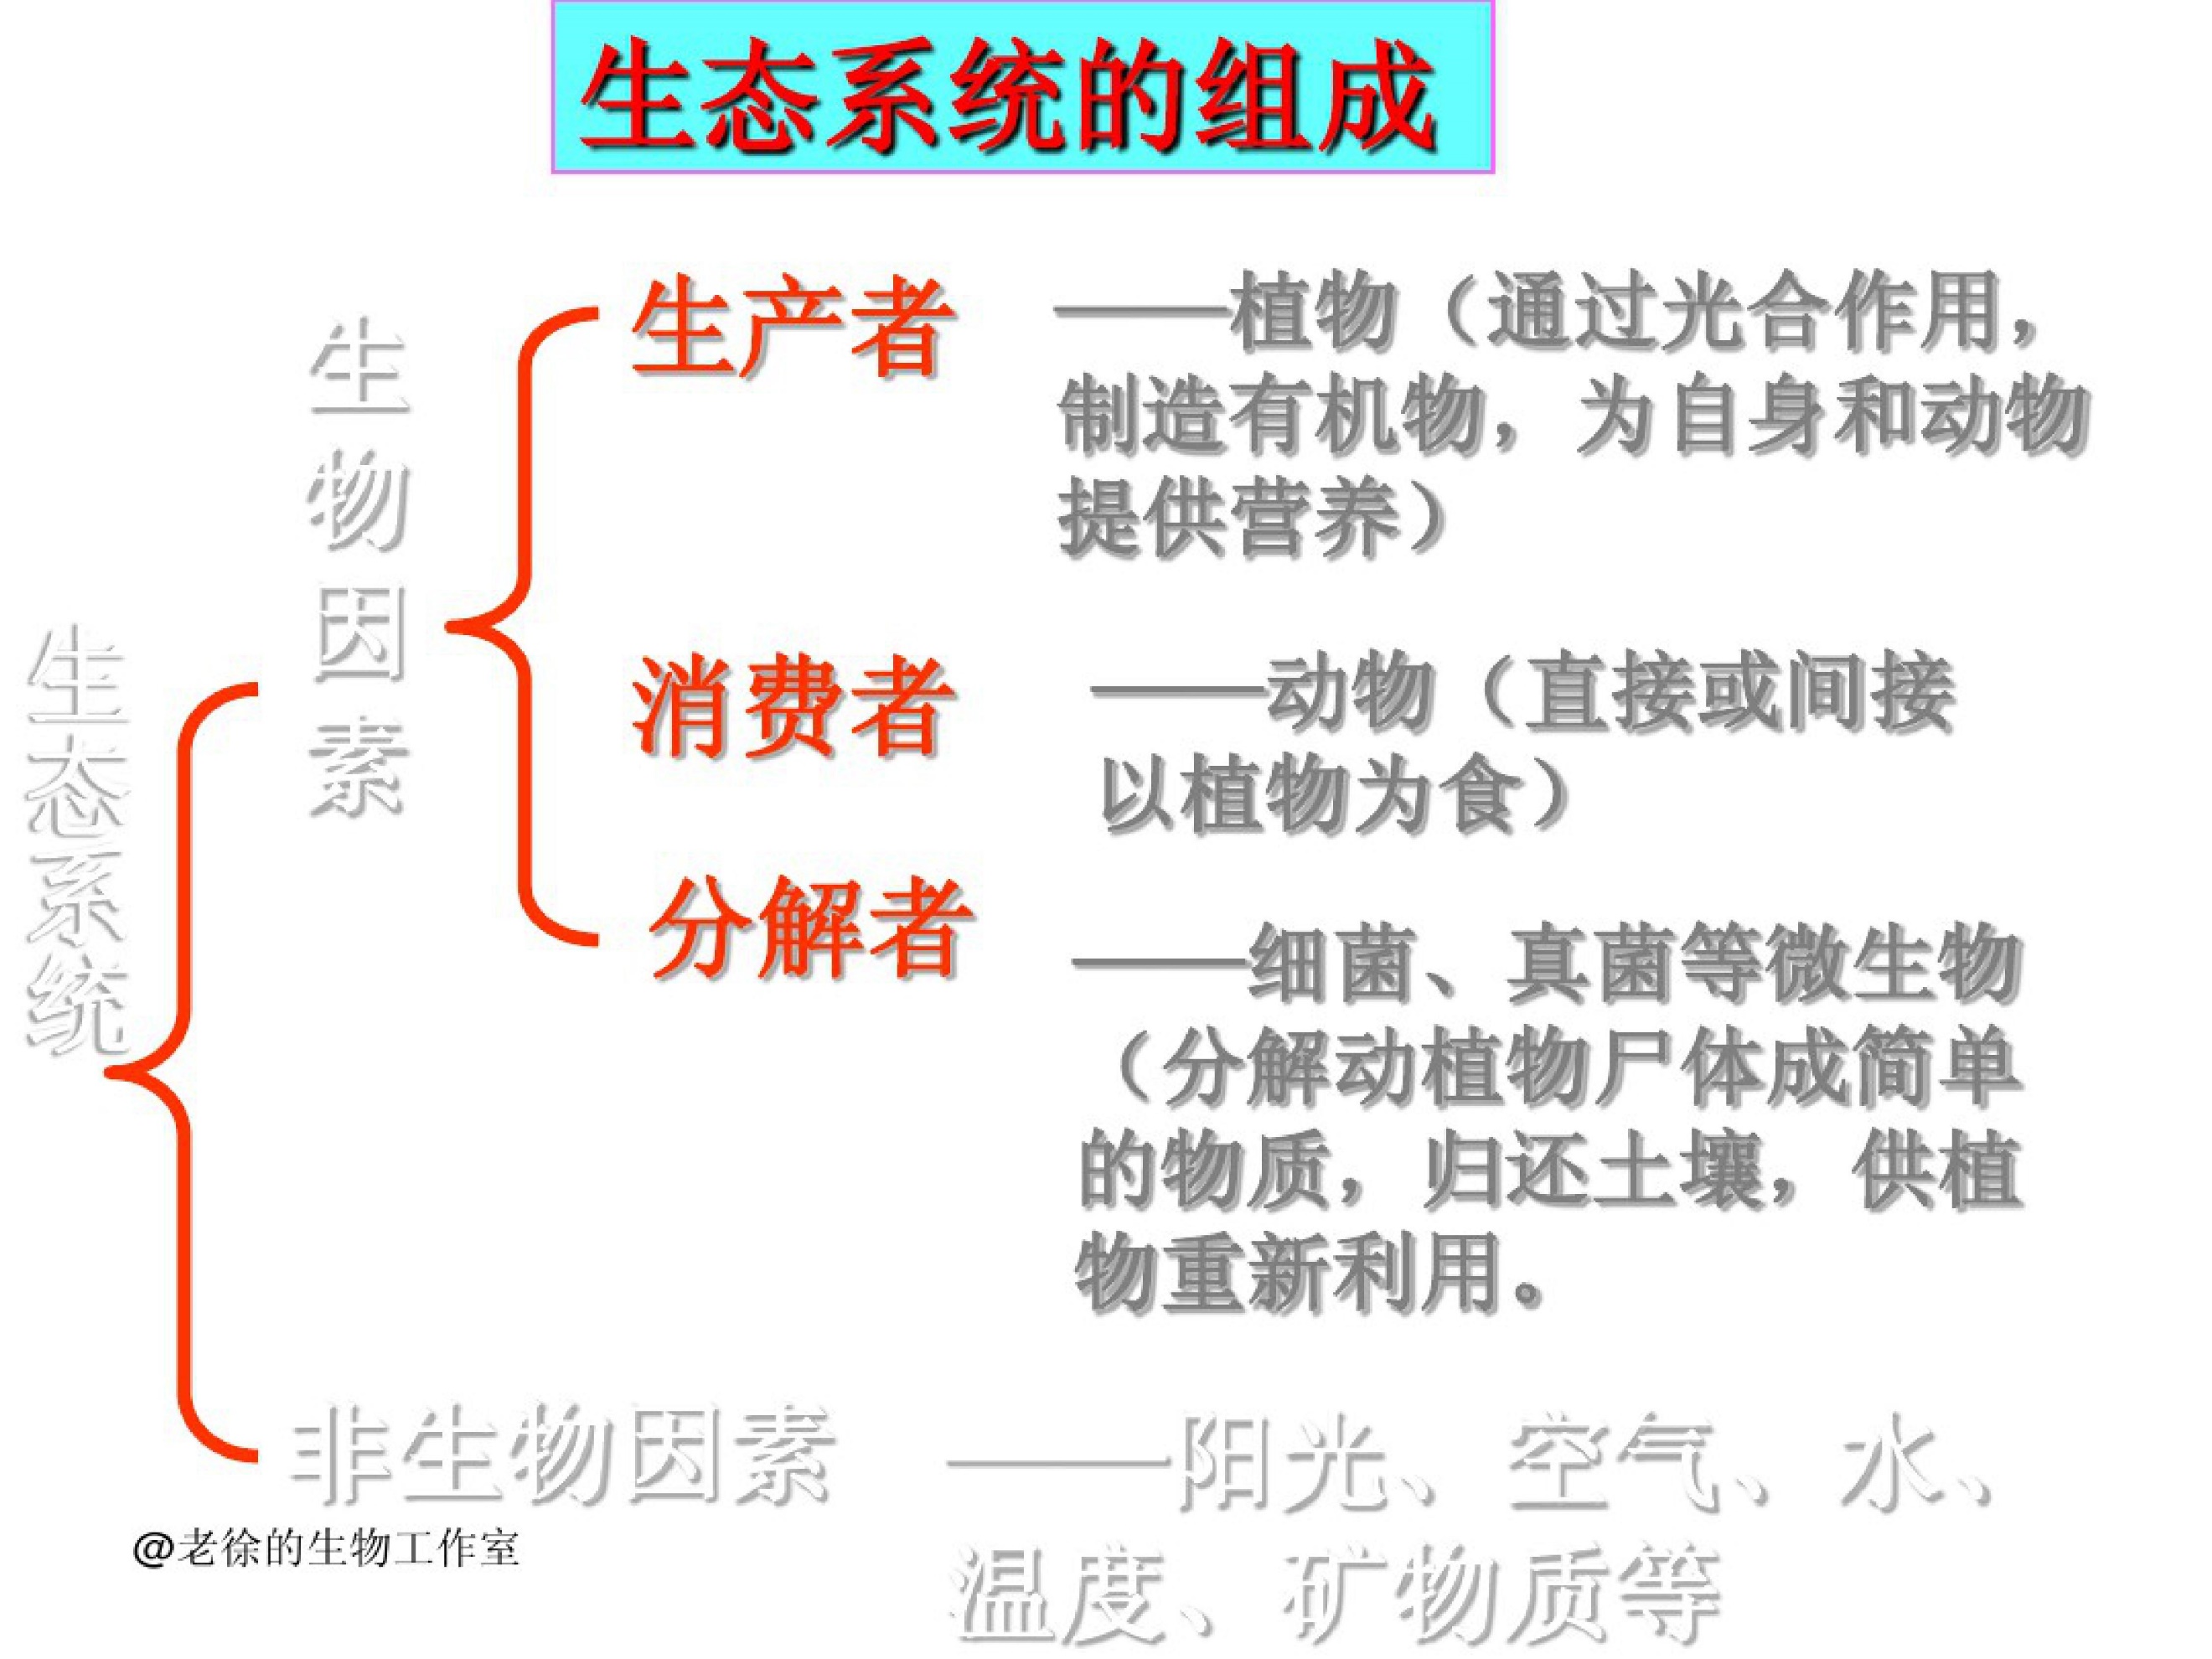 生态系统的组成
生态系统
生物因素
生产者
——植物（通过光合作用，
制造有机物，为自身和动物
提供营养）
消费者
——动物（直接或间接
以植物为食）
分解者
——细菌、真菌等微生物
（分解动植物尸体成简单
的物质，归还土壤，供植
物重新利用。
非生物因素
——阳光、空气、水、
温度、矿物质等
@老徐的生物工作室